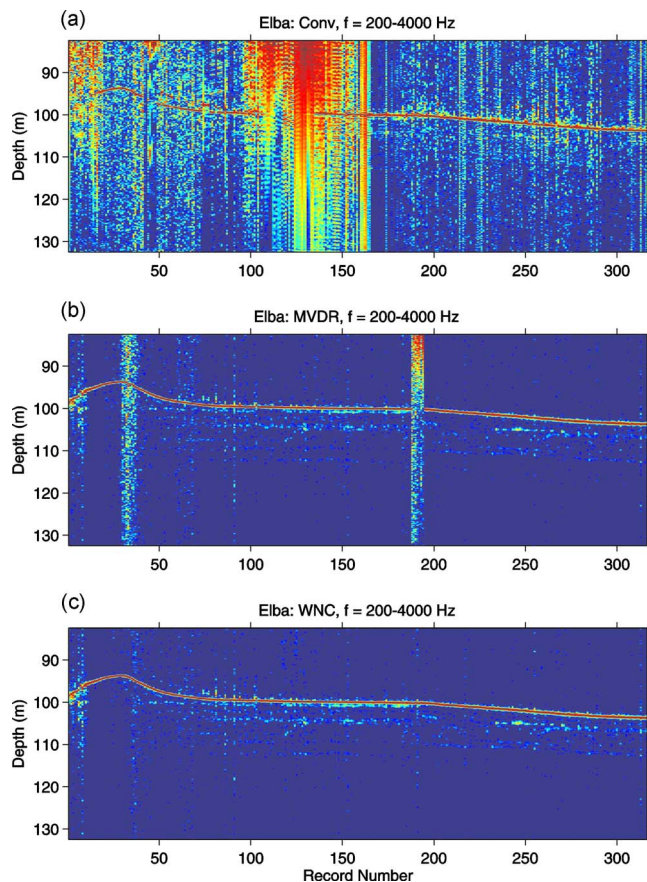 (a)
Elba: Conv, f = 200-4000 Hz
Depth (m)
90
100
110
120
130
50 100 150 200 250 300
(b)
Elba: MVDR, f = 200-4000 Hz
Depth (m)
90
100
110
120
130
50 100 150 200 250 300
(c)
Elba: WNC, f = 200-4000 Hz
Depth (m)
90
100
110
120
130
50 100 150 200 250 300
Record Number